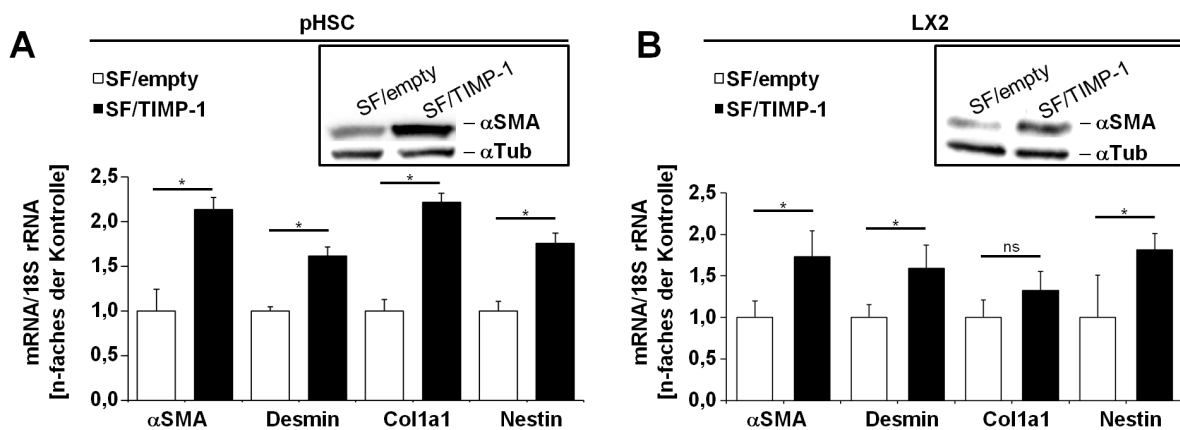 A
pHSC
SF/empty
SF/TIMP-1
SF/empty
SF/TIMP-1
– αSMA
– αTub
mRNA/18S rRNA
[n-faches der Kontrolle]
2,5
2,0
1,5
1,0
0,5
0,0
*
*
*
*
αSMA
Desmin
Col1a1
Nestin
B
LX2
SF/empty
SF/TIMP-1
SF/empty
SF/TIMP-1
– αSMA
– αTub
mRNA/18S rRNA
[n-faches der Kontrolle]
2,5
2,0
1,5
1,0
0,5
0,0
*
*
ns
*
αSMA
Desmin
Col1a1
Nestin